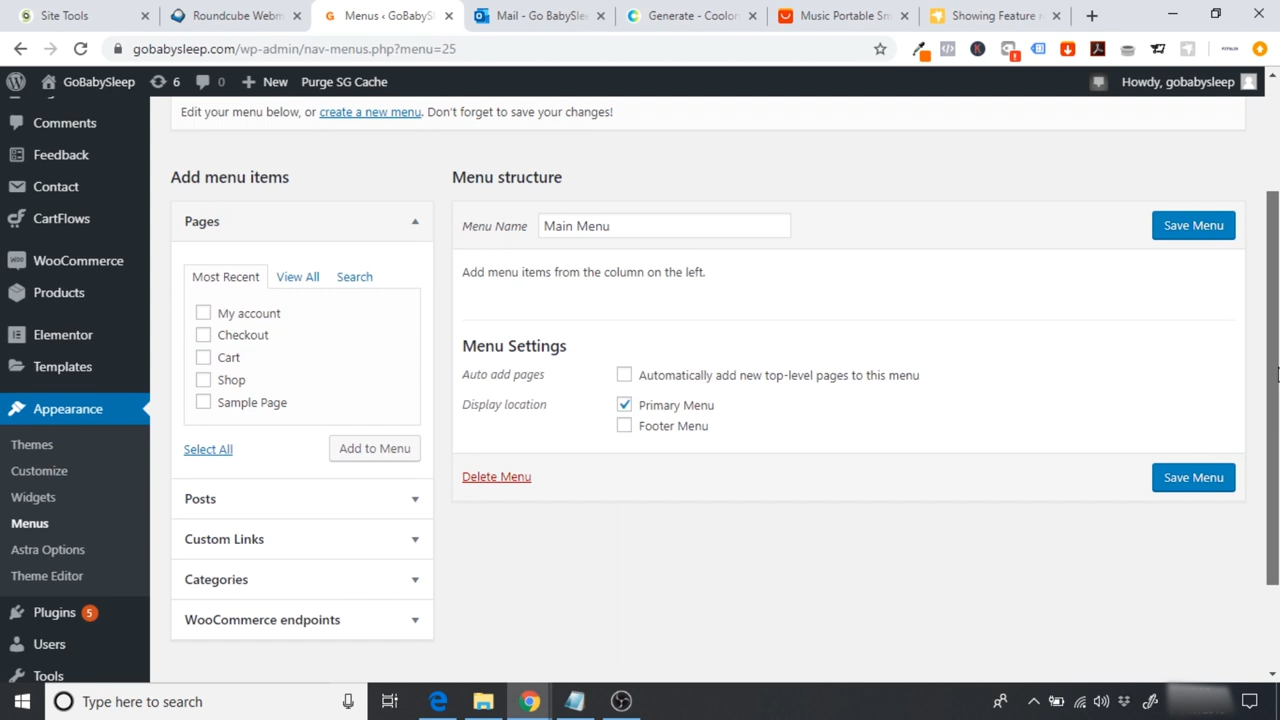 Site Tools
Roundcube Webm
Menus ‹ GoBabySl
Mail - Go BabySlee
Generate - Coolor
Music Portable Sm
Showing Feature r
gobabysleep.com/wp-admin/nav-menus.php?menu=25
GoBabySleep
6
0
New
Purge SG Cache
Howdy, gobabysleep
Comments
Feedback
Contact
CartFlows
WooCommerce
Products
Elementor
Templates
Appearance
Themes
Customize
Widgets
Menus
Astra Options
Theme Editor
Plugins 5
Users
Tools
Edit your menu below, or create a new menu. Don't forget to save your changes!
Add menu items
Pages
Most Recent
View All
Search
My account
Checkout
Cart
Shop
Sample Page
Select All
Add to Menu
Posts
Custom Links
Categories
WooCommerce endpoints
Menu structure
Menu Name
Main Menu
Save Menu
Add menu items from the column on the left.
Menu Settings
Auto add pages
Automatically add new top-level pages to this menu
Display location
Primary Menu
Footer Menu
Delete Menu
Save Menu
Type here to search